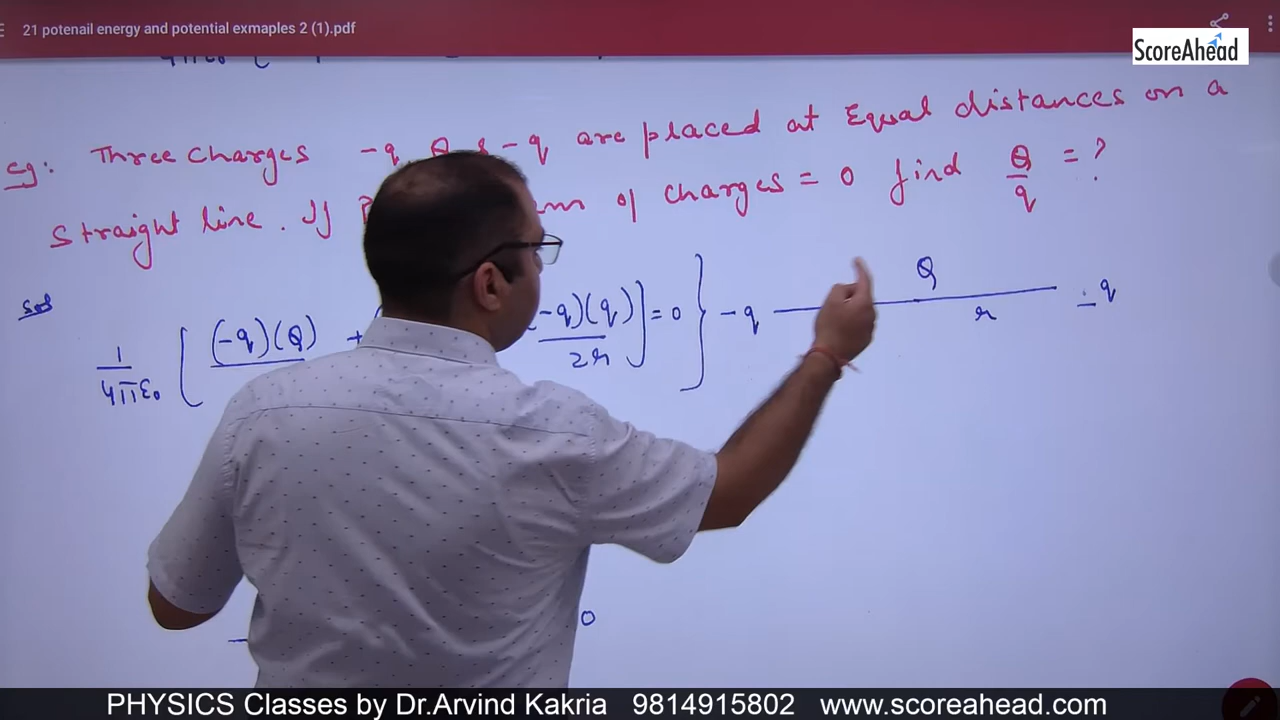 21 potenail energy and potential exmaples 2 (1).pdf
ScoreAhead
Eg: Three Charges -q, Q & -q are placed at Equal distances on a
Straight line. If of charges = 0 find Q/q = ?
Sol
1/4πε₀ [ (-q)(Q) + (-q)(q)/2r ] = 0 } -q Q r -q
0
PHYSICS Classes by Dr.Arvind Kakria 9814915802 www.scoreahead.com